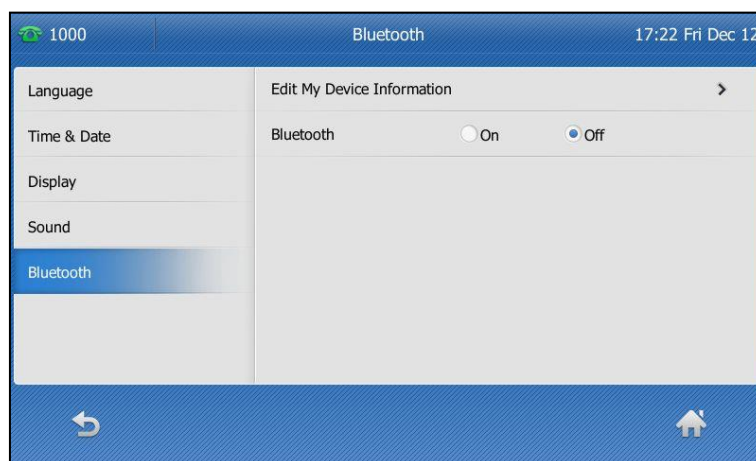 1000 Bluetooth 17:22 Fri Dec 12
Language
Edit My Device Information
Time & Date
Bluetooth On Off
Display
Sound
Bluetooth